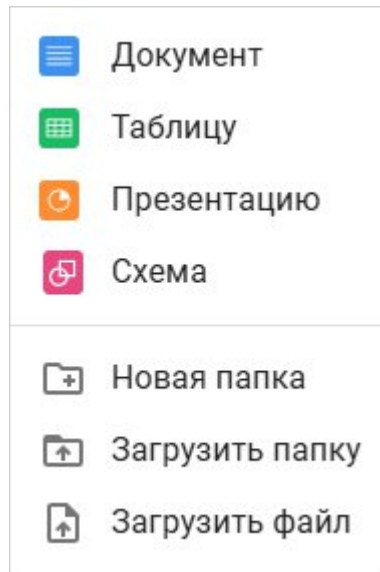 Документ
Таблицу
Презентацию
Схема
Новая папка
Загрузить папку
Загрузить файл